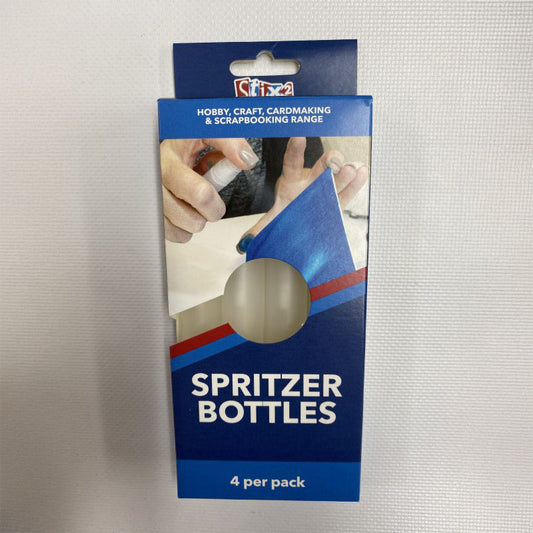 Stix2
HOBBY, CRAFT, CARDMAKING
& SCRAPBOOKING RANGE
SPRITZER
BOTTLES
4 per pack